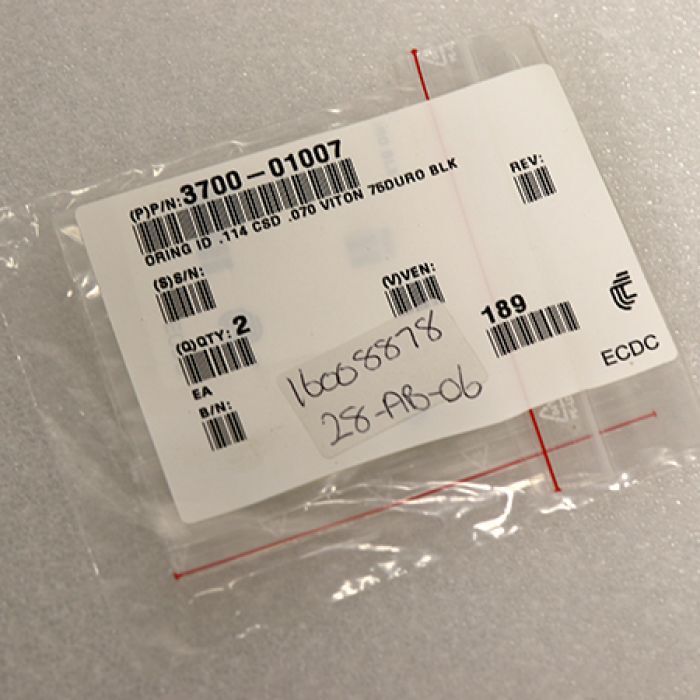 (P)P/N: 3700-01007
ORING ID .114 CSD .070 VITON 75DURO BLK
REV:
(S)S/N:
(V)VEN:
(Q)QTY: 2
189
EA
B/N:
16008878
28-AB-06
ECDC